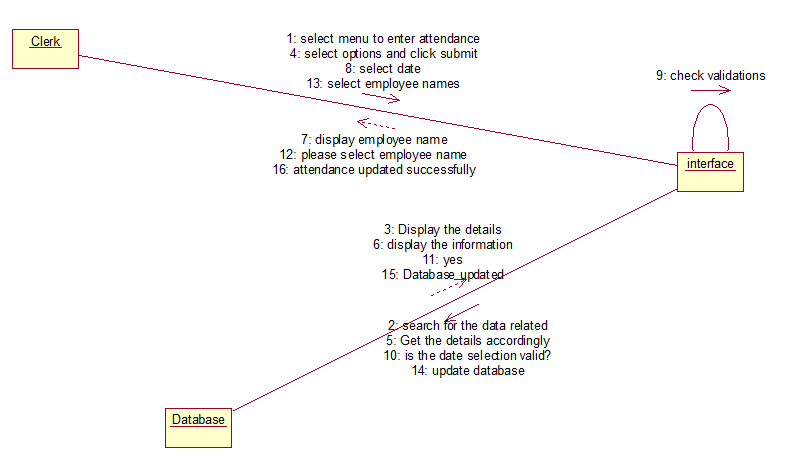 Clerk
1: select menu to enter attendance
4: select options and click submit
8: select date
13: select employee names
9: check validations
7: display employee name
12: please select employee name
16: attendance updated successfully
interface
3: Display the details
6: display the information
11: yes
15: Database updated
2: search for the data related
5: Get the details accordingly
10: is the date selection valid?
14: update database
Database